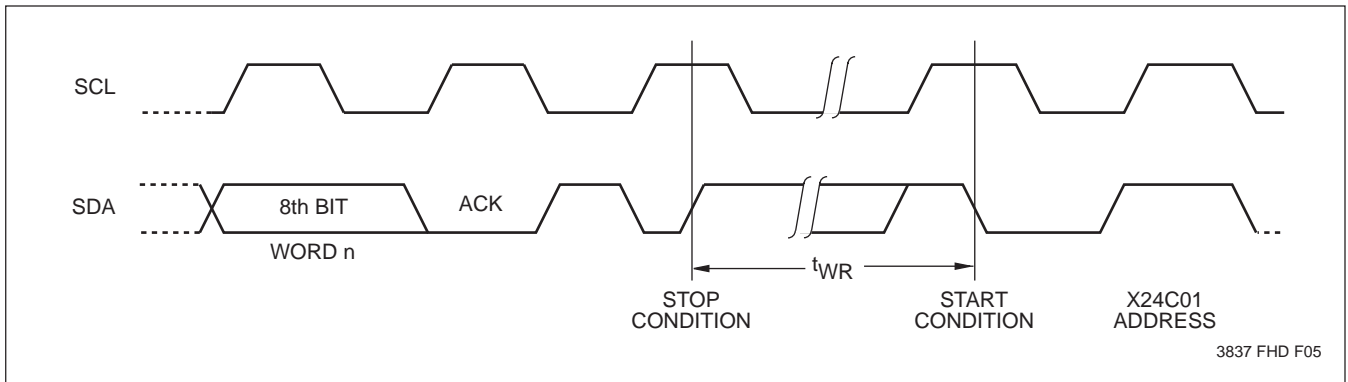 SCL
SDA
8th BIT
ACK
WORD n
tWR
STOP
CONDITION
START
CONDITION
X24C01
ADDRESS
3837 FHD F05